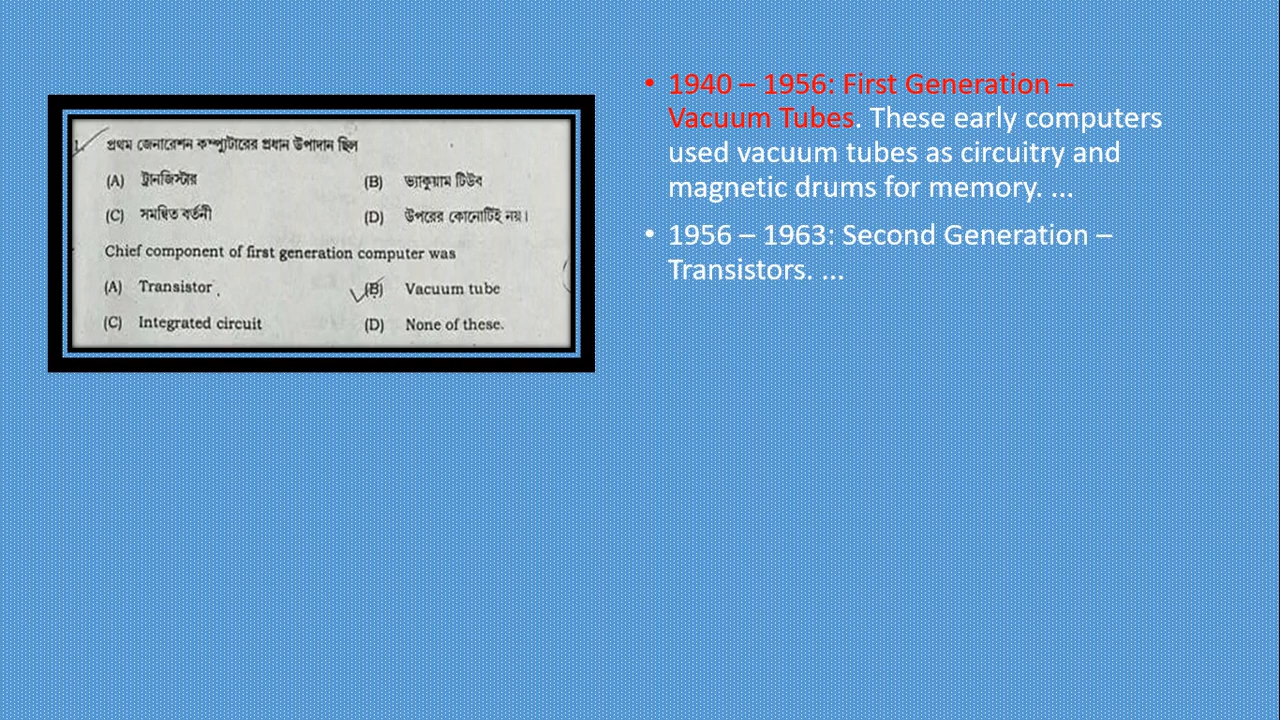 1. প্রথম জেনারেশন কম্প্যুটারের প্রধান উপাদান ছিল
(A) ট্রানজিস্টার (B) ভ্যাকুয়াম টিউব
(C) সমন্বিত বর্তনী (D) উপরের কোনোটিই নয়।
Chief component of first generation computer was
(A) Transistor (B) Vacuum tube
(C) Integrated circuit (D) None of these.
• 1940 – 1956: First Generation –
Vacuum Tubes. These early computers
used vacuum tubes as circuitry and
magnetic drums for memory. ...
• 1956 – 1963: Second Generation –
Transistors. ...